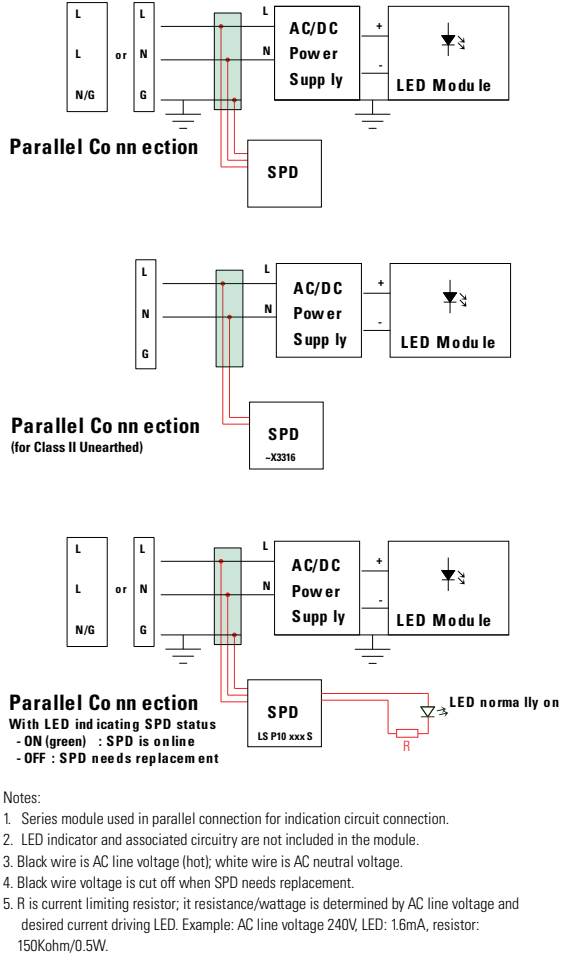 L
L
N/G
or
L
N
G
L
N
AC/DC
Power
Supply
+
-
LED Module
Parallel Connection
SPD
L
N
G
L
N
AC/DC
Power
Supply
+
-
LED Module
Parallel Connection
(for Class II Unearthed)
SPD
~X3316
L
L
N/G
or
L
N
G
L
N
AC/DC
Power
Supply
+
-
LED Module
Parallel Connection
With LED indicating SPD status
- ON (green) : SPD is online
- OFF : SPD needs replacement
SPD
LS P10 xxx S
LED normally on
R
Notes:
1. Series module used in parallel connection for indication circuit connection.
2. LED indicator and associated circuitry are not included in the module.
3. Black wire is AC line voltage (hot); white wire is AC neutral voltage.
4. Black wire voltage is cut off when SPD needs replacement.
5. R is current limiting resistor; it resistance/wattage is determined by AC line voltage and
desired current driving LED. Example: AC line voltage 240V, LED: 1.6mA, resistor:
150Kohm/0.5W.